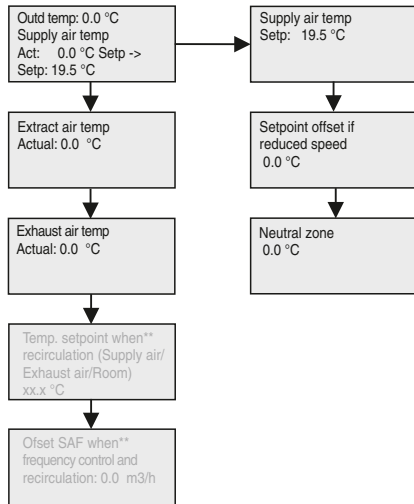 Outd temp: 0.0 °C
Supply air temp
Act: 0.0 °C Setp ->
Setp: 19.5 °C
Supply air temp
Setp: 19.5 °C
Extract air temp
Actual: 0.0 °C
Setpoint offset if
reduced speed
0.0 °C
Exhaust air temp
Actual: 0.0 °C
Neutral zone
0.0 °C
Temp. setpoint when**
recirculation (Supply air/
Exhaust air/Room)
xx.x °C
Ofset SAF when**
frequency control and
recirculation: 0.0 m3/h